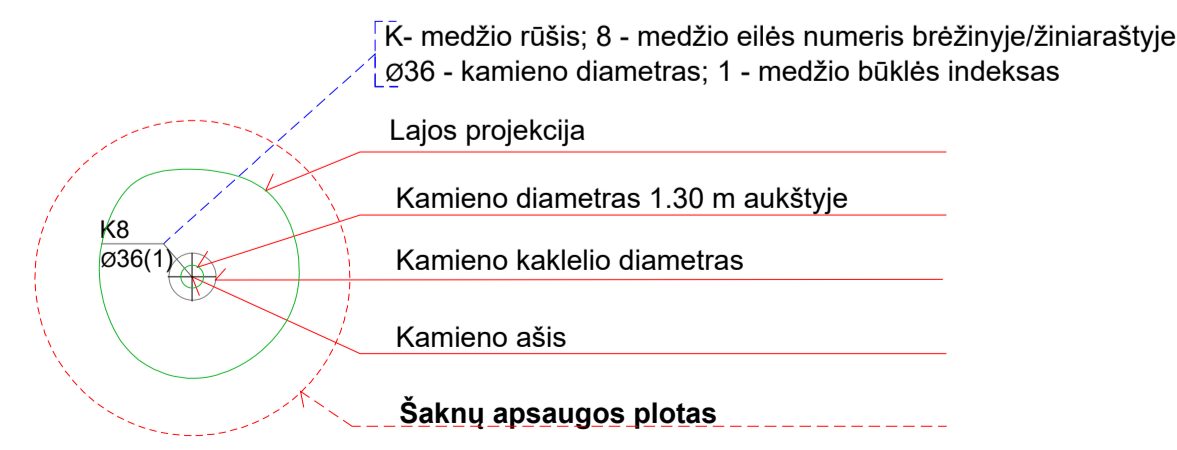 K- medžio rūšis; 8 - medžio eilės numeris brėžinyje/žiniaraštyje
Ø36 - kamieno diametras; 1 - medžio būklės indeksas
Lajos projekcija
Kamieno diametras 1.30 m aukštyje
K8
Ø36(1)
Kamieno kaklelio diametras
Kamieno ašis
Šaknų apsaugos plotas